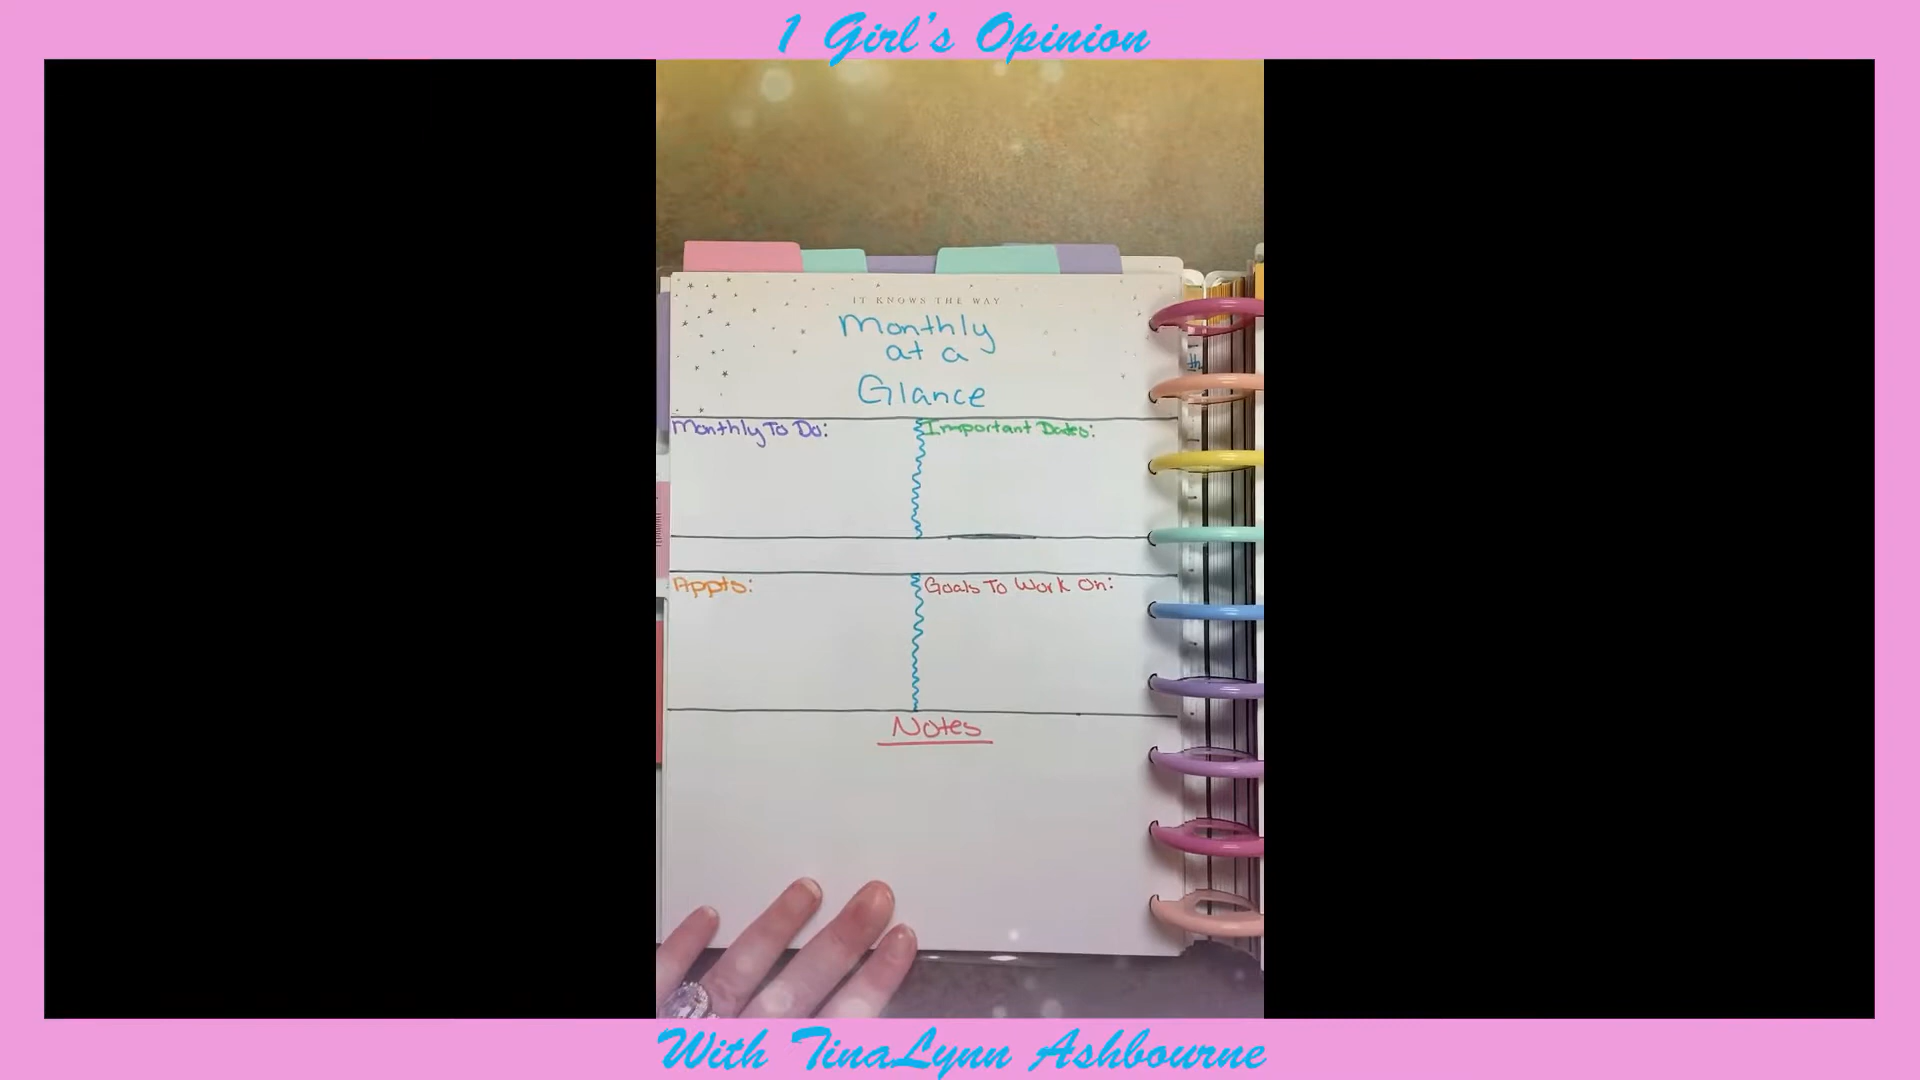 1 Girl's Opinion
IT KNOWS THE WAY
Monthly
at a
Glance
Monthly To Do:
Important Dates:
Appts:
Goals To Work On:
Notes
With TinaLynn Ashbourne